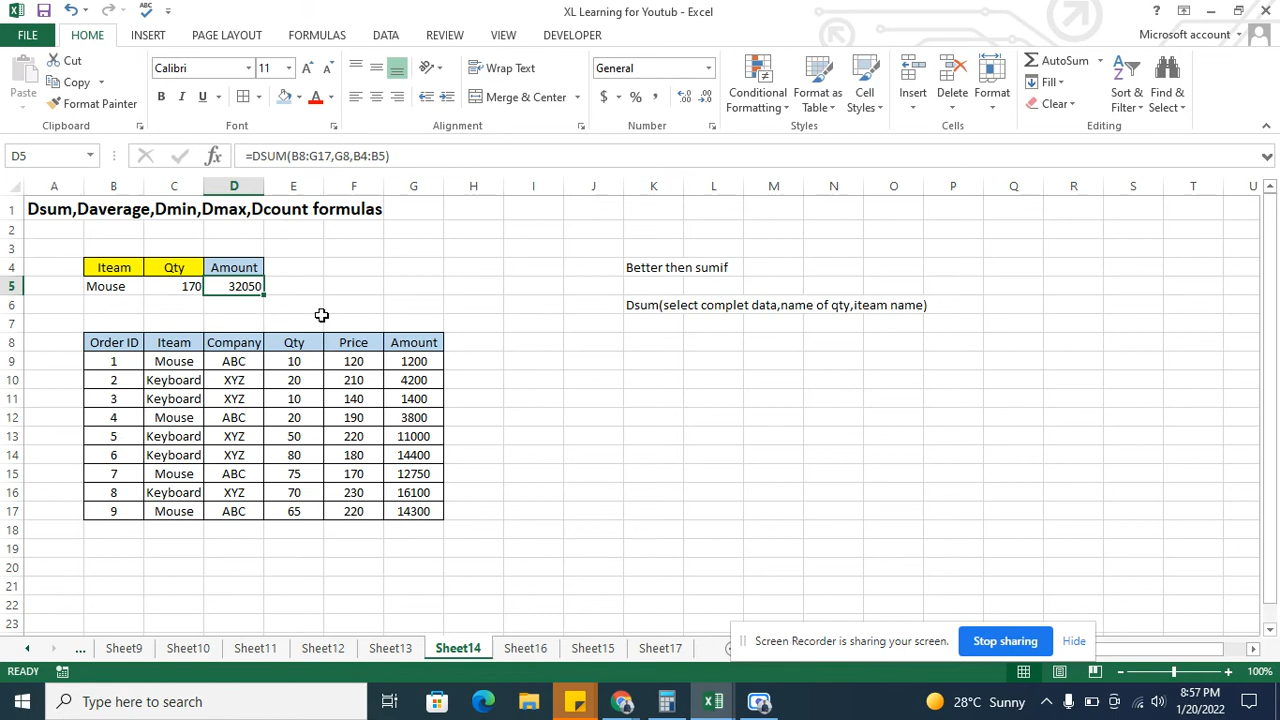 XL Learning for Youtub - Excel
FILE HOME INSERT PAGE LAYOUT FORMULAS DATA REVIEW VIEW DEVELOPER Microsoft account
Cut
Copy
Format Painter
Paste
Calibri 11
B I U A
Wrap Text
Merge & Center
General
$ % ,
Conditional Formatting
Format as Table
Cell Styles
Insert
Delete
Format
AutoSum
Fill
Clear
Sort & Filter
Find & Select
Clipboard Font Alignment Number Styles Cells Editing
D5 fx =DSUM(B8:G17,G8,B4:B5)
A B C D E F G H I J K L M N O P Q R S T U
1 Dsum,Daverage,Dmin,Dmax,Dcount formulas
2
3
4 Iteam Qty Amount Better then sumif
5 Mouse 170 32050
6 Dsum(select complet data,name of qty,iteam name)
7
8 Order ID Iteam Company Qty Price Amount
9 1 Mouse ABC 10 120 1200
10 2 Keyboard XYZ 20 210 4200
11 3 Keyboard XYZ 10 140 1400
12 4 Mouse ABC 20 190 3800
13 5 Keyboard XYZ 50 220 11000
14 6 Keyboard XYZ 80 180 14400
15 7 Mouse ABC 75 170 12750
16 8 Keyboard XYZ 70 230 16100
17 9 Mouse ABC 65 220 14300
18
19
20
21
22
23
... Sheet9 Sheet10 Sheet11 Sheet12 Sheet13 Sheet14 Sheet16 Sheet15 Sheet17
Screen Recorder is sharing your screen. Stop sharing Hide
READY 100%
Type here to search
28°C Sunny
8:57 PM
1/20/2022